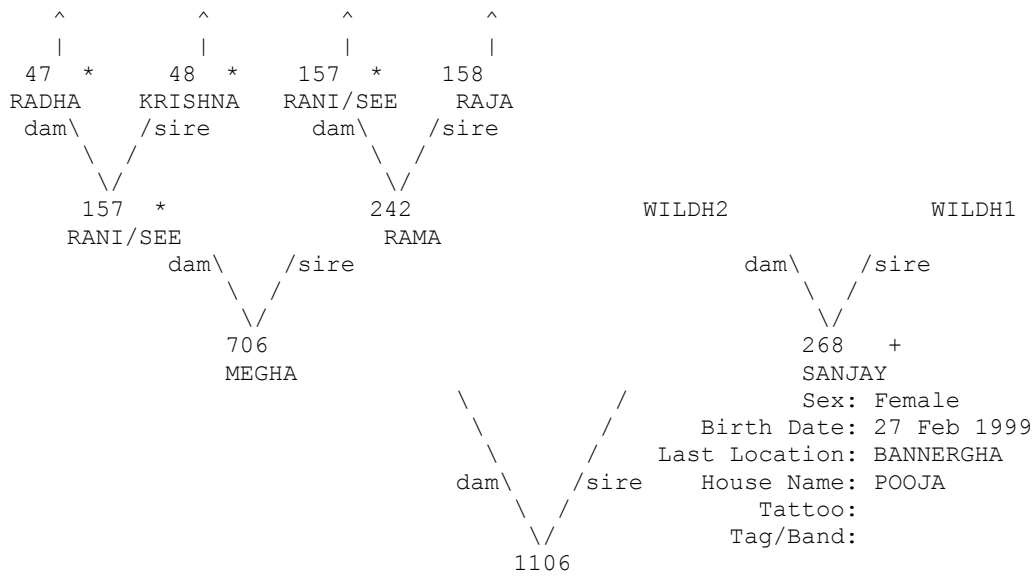 ^ ^ ^ ^
| | | |
47 * 48 * 157 * 158
RADHA KRISHNA RANI/SEE RAJA
dam\ /sire dam\ /sire
\ / \ /
\/ \/
157 * 242 WILDH2 WILDH1
RANI/SEE RAMA
dam\ /sire dam\ /sire
\ / \ /
\/ \/
706 268 +
MEGHA SANJAY
\ / Sex: Female
\ / Birth Date: 27 Feb 1999
\ / Last Location: BANNERGHA
dam\ /sire House Name: POOJA
\ / Tattoo:
\/ Tag/Band:
1106